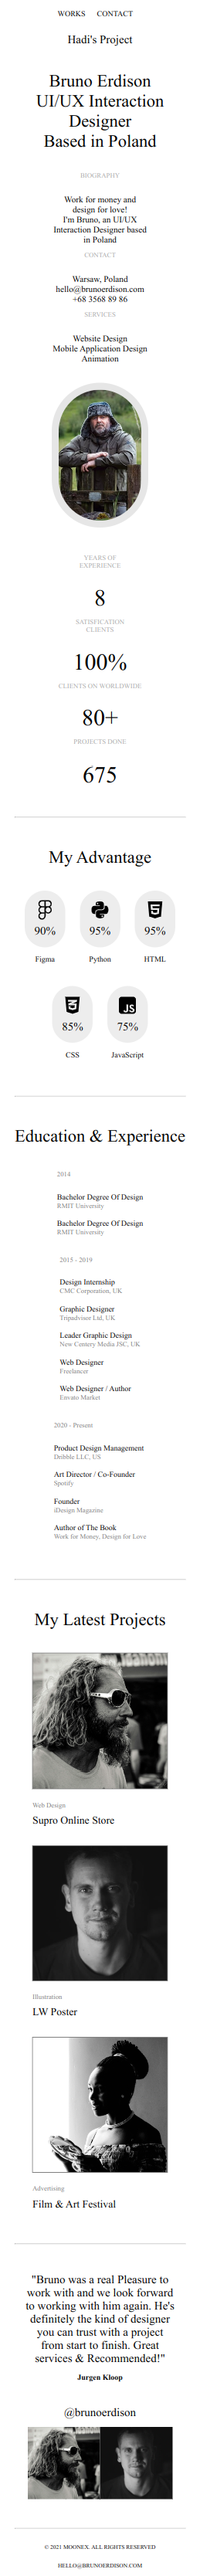 WORKS CONTACT
Hadi's Project
Bruno Erdison
UI/UX Interaction
Designer
Based in Poland
BIOGRAPHY
Work for money and
design for love!
I'm Bruno, an UI/UX
Interaction Designer based
in Poland
CONTACT
Warsaw, Poland
hello@brunoerdison.com
+68 3568 89 86
SERVICES
Website Design
Mobile Application Design
Animation
YEARS OF
EXPERIENCE
8
SATISFICATION
CLIENTS
100%
CLIENTS ON WORLDWIDE
80+
PROJECTS DONE
675
My Advantage
90% 95% 95%
Figma Python HTML
85% 75%
CSS JavaScript
Education & Experience
2014
Bachelor Degree Of Design
RMIT University
Bachelor Degree Of Design
RMIT University
2015 - 2019
Design Internship
CMC Corporation, UK
Graphic Designer
Tripadvisor Ltd, UK
Leader Graphic Design
New Centery Media JSC, UK
Web Designer
Freelancer
Web Designer / Author
Envato Market
2020 - Present
Product Design Management
Dribble LLC, US
Art Director / Co-Founder
Spotify
Founder
iDesign Magazine
Author of The Book
Work for Money, Design for Love
My Latest Projects
Web Design
Supro Online Store
Illustration
LW Poster
Advertising
Film & Art Festival
"Bruno was a real Pleasure to
work with and we look forward
to working with him again. He's
definitely the kind of designer
you can trust with a project
from start to finish. Great
services & Recommended!"
Jurgen Kloop
@brunoerdison
© 2021 MOONEX. ALL RIGHTS RESERVED
HELLO@BRUNOERDISON.COM